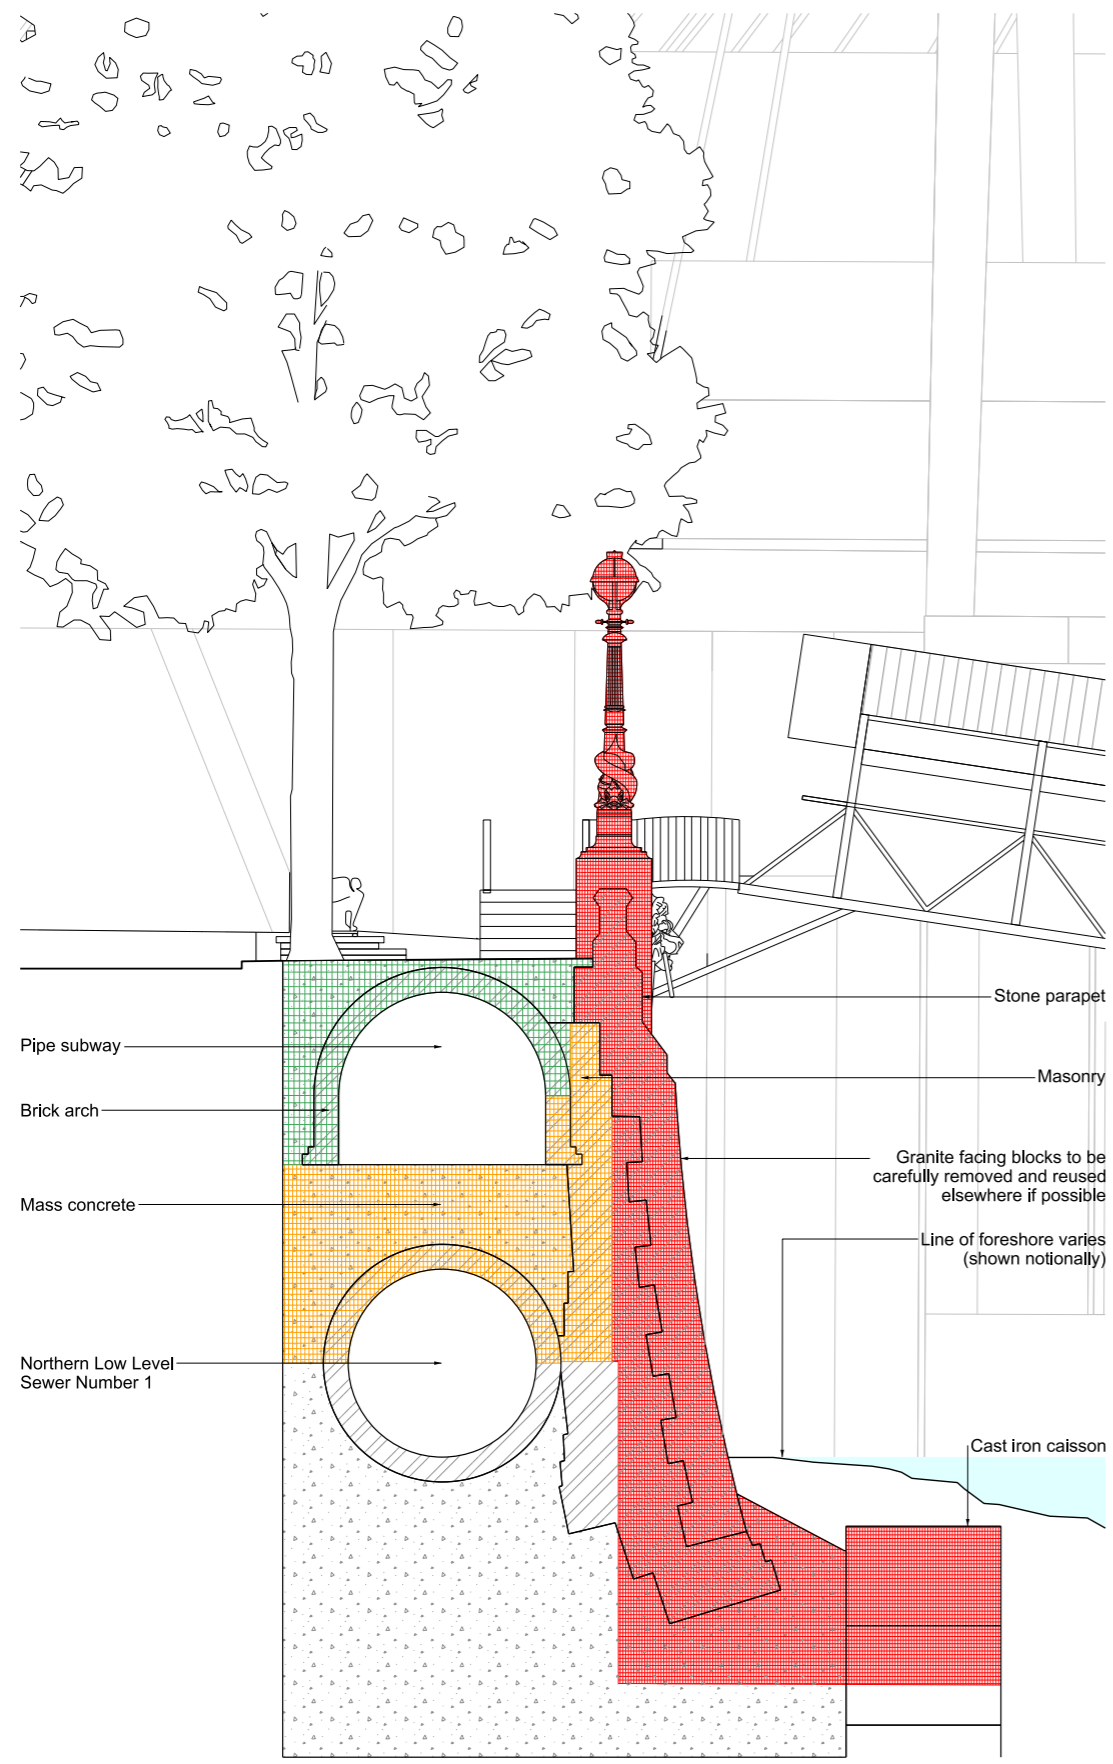 Stone parapet
Pipe subway
Masonry
Brick arch
Granite facing blocks to be
carefully removed and reused
elsewhere if possible
Mass concrete
Line of foreshore varies
(shown notionally)
Northern Low Level
Sewer Number 1
Cast iron caisson